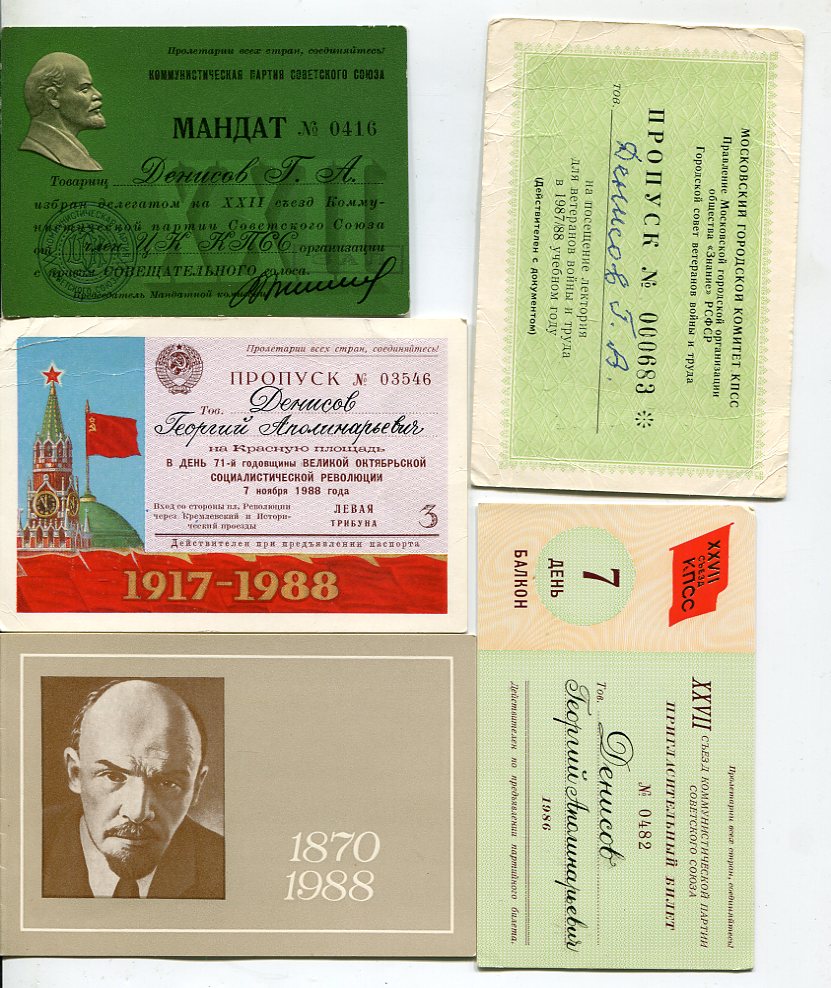 Пролетарии всех стран, соединяйтесь!
КОММУНИСТИЧЕСКАЯ ПАРТИЯ СОВЕТСКОГО СОЮЗА
МАНДАТ № 0416
Товарищ Денисов Г. А.
избран делегатом на XXII съезд Комму-
нистической партии Советского Союза
от член ЦК КПСС организации
с правом СОВЕЩАТЕЛЬНОГО голоса.
Председатель Мандатной комиссии
XXII
Пролетарии всех стран, соединяйтесь!
ПРОПУСК № 03546
Тов. Денисов
Георгий Аполинарьевич
на Красную площадь
В ДЕНЬ 71-й годовщины ВЕЛИКОЙ ОКТЯБРЬСКОЙ
СОЦИАЛИСТИЧЕСКОЙ РЕВОЛЮЦИИ
7 ноября 1988 года
Вход со стороны пл. Революции
через Кремлевский и Истори-
ческий проезды
ЛЕВАЯ
ТРИБУНА
3
Действителен при предъявлении паспорта
1917-1988
1870
1988
МОСКОВСКИЙ ГОРОДСКОЙ КОМИТЕТ КПСС
Правление Московской городской организации
общества «Знание» РСФСР
Городской совет ветеранов войны и труда
ПРОПУСК № 000683 *
тов. Денисов Г. А.
на посещение лектория
для ветеранов войны и труда
в 1987/88 учебном году
(Действителен с документом)
XXVII
СЪЕЗД
КПСС
7
ДЕНЬ
БАЛКОН
Пролетарии всех стран, соединяйтесь!
XXVII СЪЕЗД КОММУНИСТИЧЕСКОЙ ПАРТИИ
СОВЕТСКОГО СОЮЗА
ПРИГЛАСИТЕЛЬНЫЙ БИЛЕТ
№ 0482
Тов. Денисов
Георгий Аполинарьевич
1986
Действителен по предъявлении партийного билета.